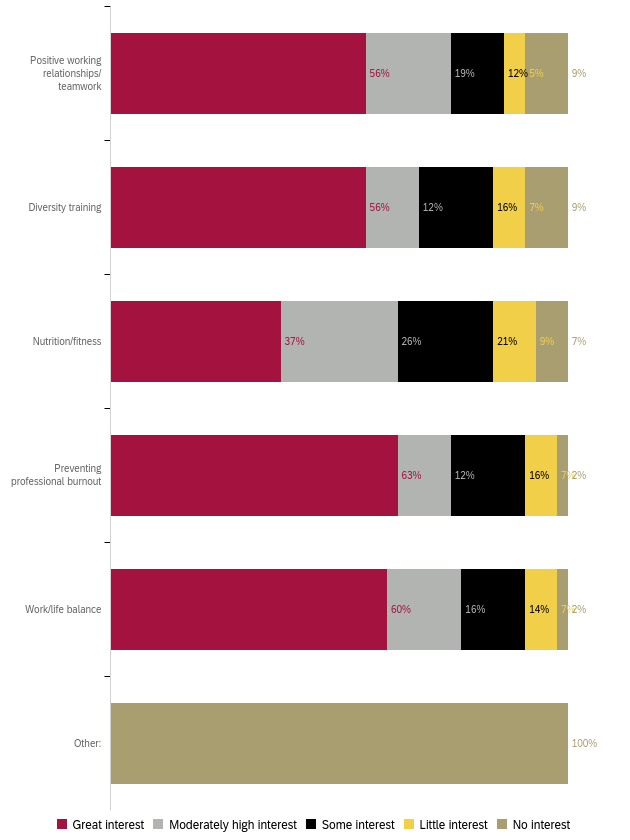 Positive working
relationships/
teamwork
56%
19%
12%
5%
9%
Diversity training
56%
12%
16%
7%
9%
Nutrition/fitness
37%
26%
21%
9%
7%
Preventing
professional burnout
63%
12%
16%
7%
2%
Work/life balance
60%
16%
14%
7%
2%
Other:
100%
Great interest
Moderately high interest
Some interest
Little interest
No interest